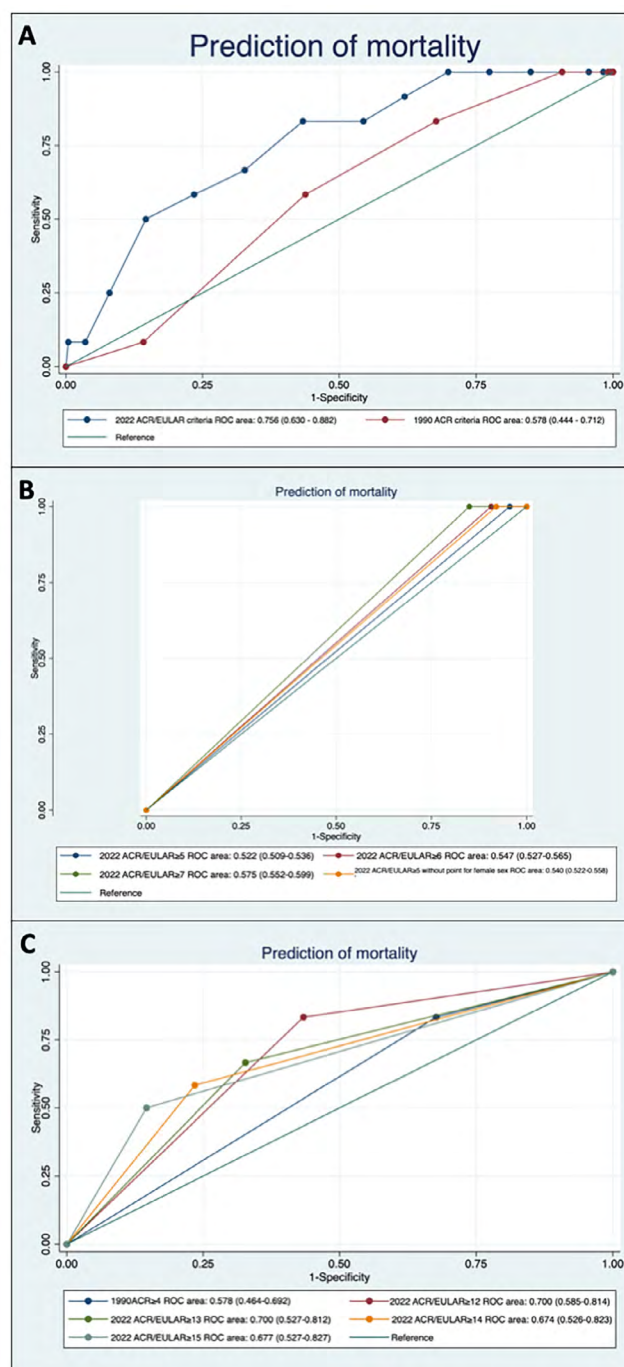 A
Prediction of mortality
1.00
0.75
0.50
0.25
0.00
Sensitivity
0.00 0.25 0.50 0.75 1.00
1-Specificity
2022 ACR/EULAR criteria ROC area: 0.756 (0.630 - 0.882) 1990 ACR criteria ROC area: 0.578 (0.444 - 0.712)
Reference
B
Prediction of mortality
1.00
0.75
0.50
0.25
0.00
Sensitivity
0.00 0.25 0.50 0.75 1.00
1-Specificity
2022 ACR/EULAR≥5 ROC area: 0.522 (0.509-0.536) 2022 ACR/EULAR≥6 ROC area: 0.547 (0.527-0.565)
2022 ACR/EULAR≥7 ROC area: 0.575 (0.552-0.599) 2022 ACR/EULAR≥5 without point for female sex ROC area: 0.540 (0.522-0.558)
Reference
C
Prediction of mortality
1.00
0.75
0.50
0.25
0.00
Sensitivity
0.00 0.25 0.50 0.75 1.00
1-Specificity
1990ACR≥4 ROC area: 0.578 (0.464-0.692) 2022 ACR/EULAR≥12 ROC area: 0.700 (0.585-0.814)
2022 ACR/EULAR≥13 ROC area: 0.700 (0.527-0.812) 2022 ACR/EULAR≥14 ROC area: 0.674 (0.526-0.823)
2022 ACR/EULAR≥15 ROC area: 0.677 (0.527-0.827) Reference